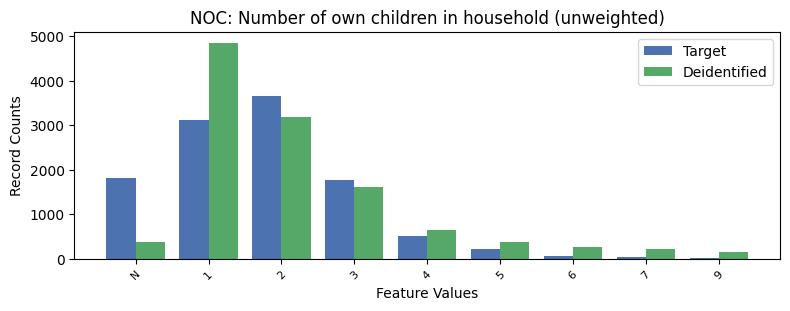 NOC: Number of own children in household (unweighted)
Target
Deidentified
Record Counts
5000
4000
3000
2000
1000
0
N 1 2 3 4 5 6 7 9
Feature Values